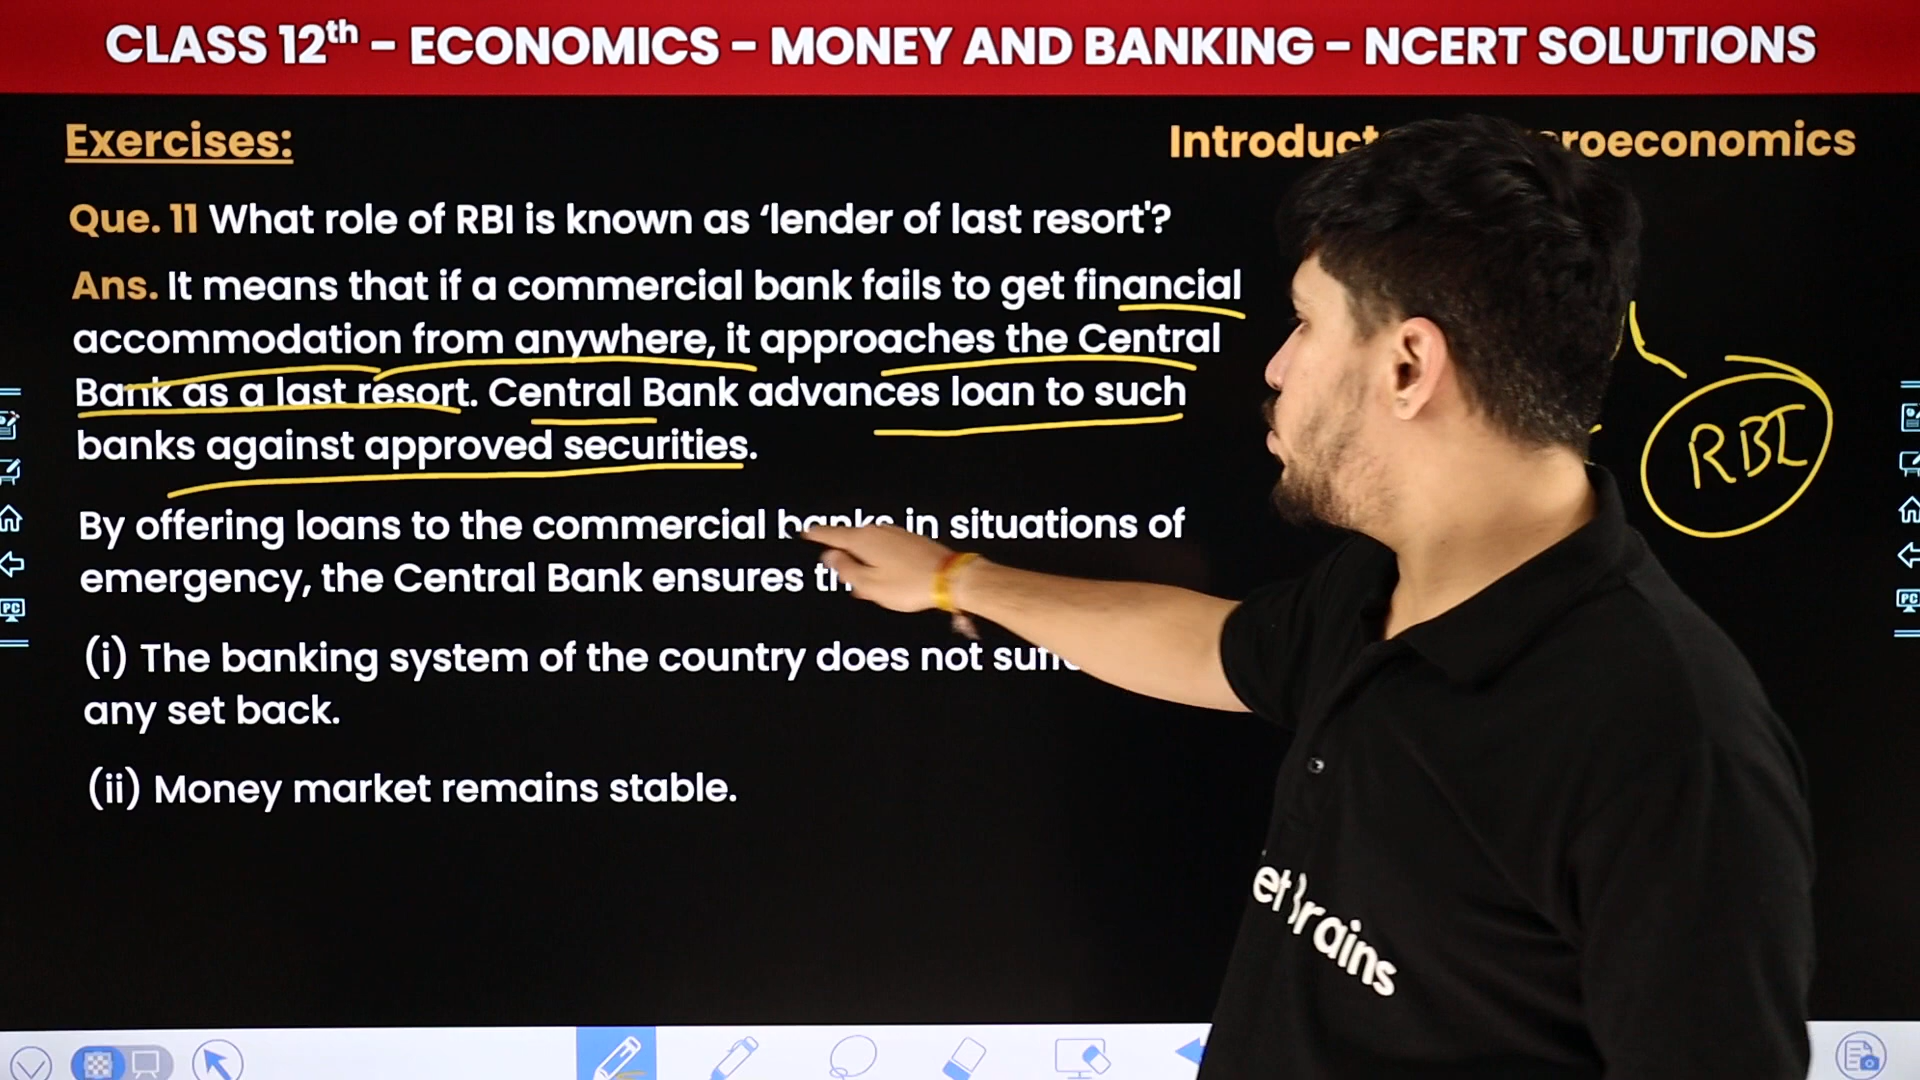 CLASS 12th – ECONOMICS – MONEY AND BANKING – NCERT SOLUTIONS
Exercises:
Que. 11 What role of RBI is known as ‘lender of last resort'?
Ans. It means that if a commercial bank fails to get financial
accommodation from anywhere, it approaches the Central
Bank as a last resort. Central Bank advances loan to such
banks against approved securities.
RBI
By offering loans to the commercial banks in situations of
emergency, the Central Bank ensures
(i) The banking system of the country does not
any set back.
(ii) Money market remains stable.
PC
PC